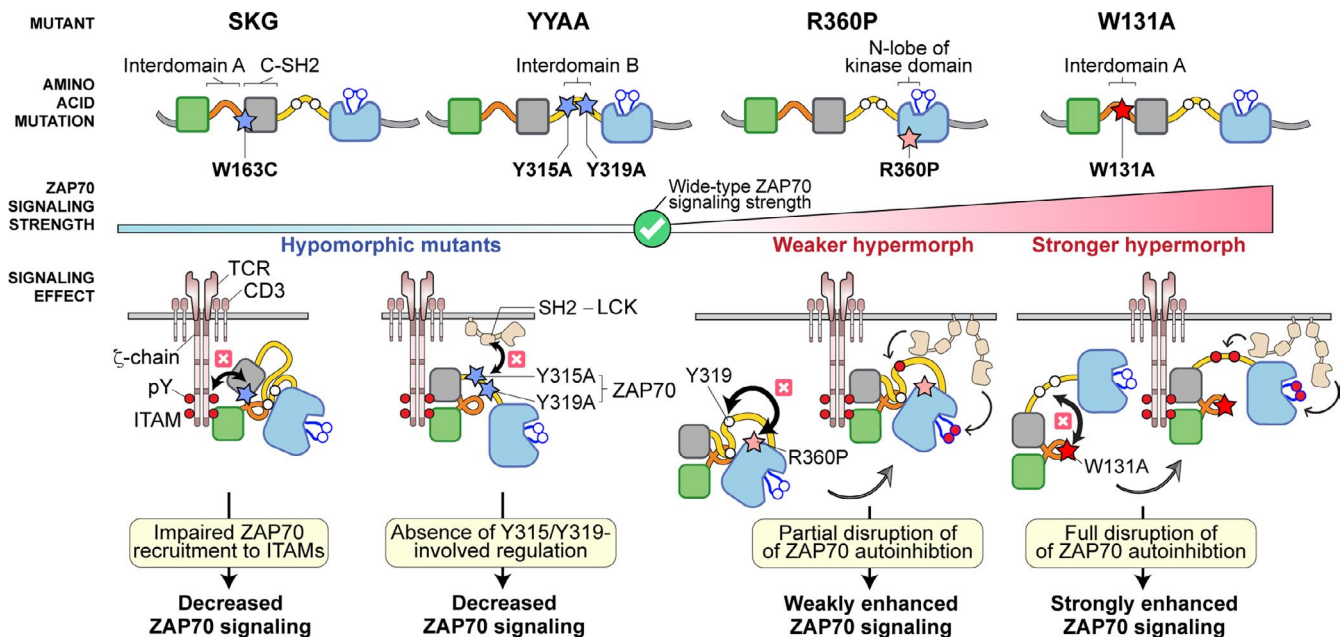 MUTANT
SKG
YYAA
R360P
W131A
AMINO
ACID
MUTATION
Interdomain A
C-SH2
Interdomain B
N-lobe of
kinase domain
Interdomain A
W163C
Y315A
Y319A
R360P
W131A
ZAP70
SIGNALING
STRENGTH
Wide-type ZAP70
signaling strength
Hypomorphic mutants
Weaker hypermorph
Stronger hypermorph
SIGNALING
EFFECT
TCR
CD3
ζ-chain
pY
ITAM
SH2 – LCK
Y315A
Y319A
ZAP70
Y319
R360P
W131A
Impaired ZAP70
recruitment to ITAMs
Absence of Y315/Y319-
involved regulation
Partial disruption of
of ZAP70 autoinhibition
Full disruption of
of ZAP70 autoinhibtion
Decreased
ZAP70 signaling
Decreased
ZAP70 signaling
Weakly enhanced
ZAP70 signaling
Strongly enhanced
ZAP70 signaling